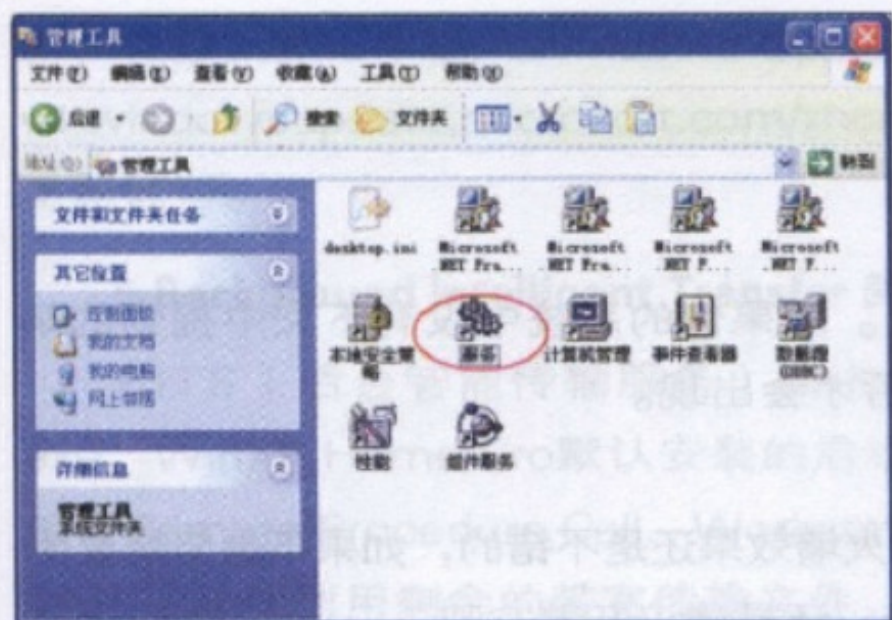 管理工具
文件(F) 编辑(E) 查看(V) 收藏(A) 工具(T) 帮助(H)
后退 搜索 文件夹
地址(D) 管理工具 转到
文件和文件夹任务
desktop.ini
Microsoft .NET Fra...
Microsoft .NET Fra...
Microsoft .NET F...
Microsoft .NET F...
其它位置
控制面板
我的文档
我的电脑
网上邻居
本地安全策略
服务
计算机管理
事件查看器
数据源 (ODBC)
性能
组件服务
详细信息
管理工具
系统文件夹